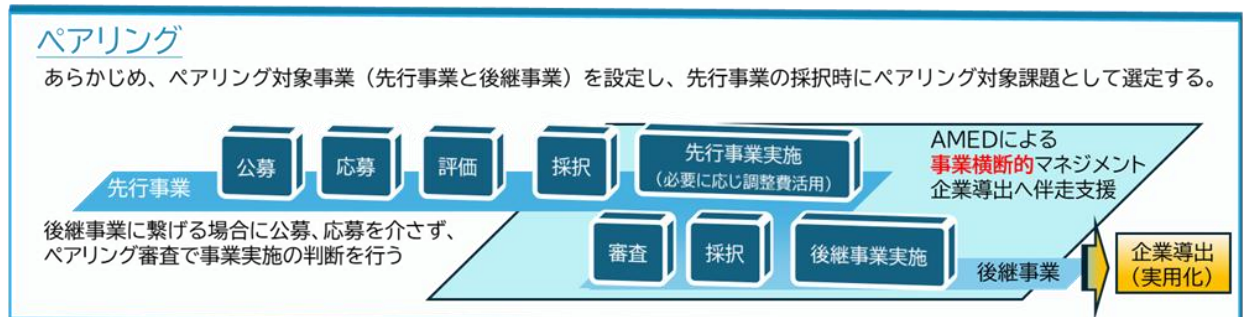 ペアリング
あらかじめ、ペアリング対象事業（先行事業と後継事業）を設定し、先行事業の採択時にペアリング対象課題として選定する。
先行事業
公募
応募
評価
採択
先行事業実施
（必要に応じ調整費活用）
AMEDによる
事業横断的マネジメント
企業導出へ伴走支援
後継事業に繋げる場合に公募、応募を介さず、
ペアリング審査で事業実施の判断を行う
審査
採択
後継事業実施
後継事業
企業導出
（実用化）